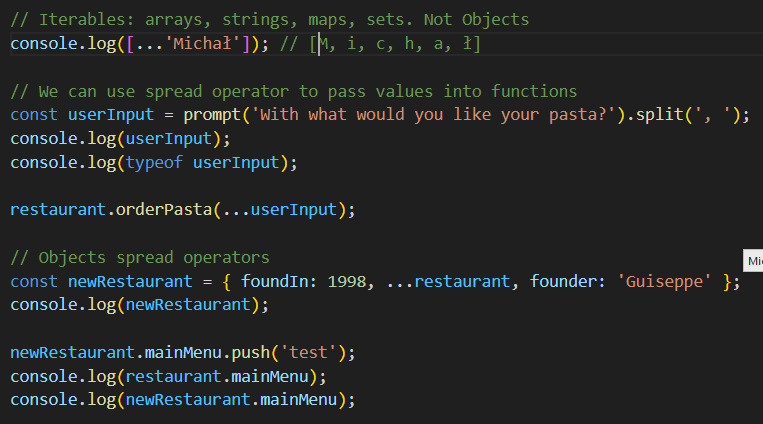 // Iterables: arrays, strings, maps, sets. Not Objects
console.log([...'Michał']); // [M, i, c, h, a, ł]
// We can use spread operator to pass values into functions
const userInput = prompt('With what would you like your pasta?').split(', ');
console.log(userInput);
console.log(typeof userInput);
restaurant.orderPasta(...userInput);
// Objects spread operators
const newRestaurant = { foundIn: 1998, ...restaurant, founder: 'Guiseppe' };
console.log(newRestaurant);
newRestaurant.mainMenu.push('test');
console.log(restaurant.mainMenu);
console.log(newRestaurant.mainMenu);